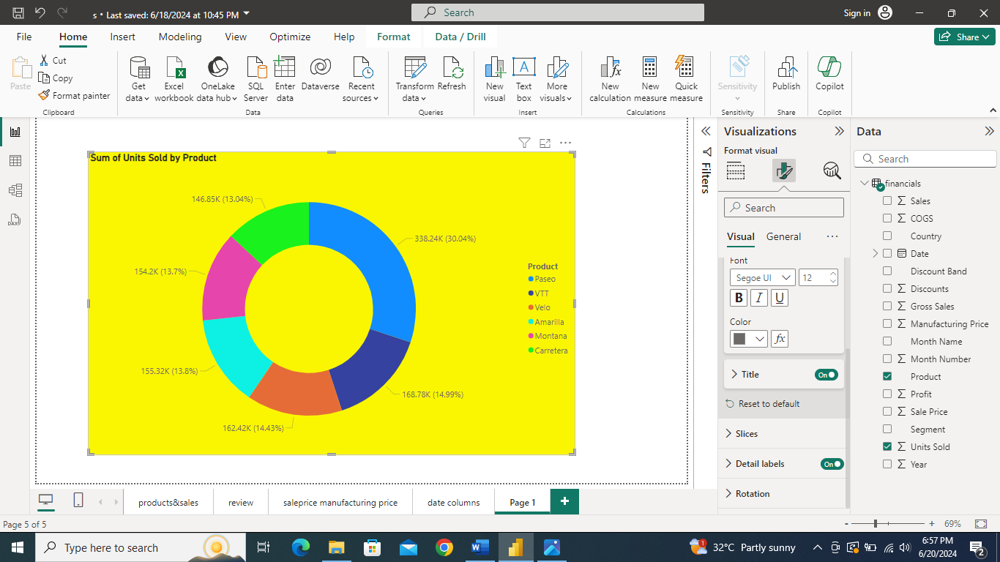 s • Last saved: 6/18/2024 at 10:45 PM
Search
Sign in
File Home Insert Modeling View Optimize Help Format Data / Drill
Share
Paste
Cut
Copy
Format painter
Clipboard
Get data
Excel workbook
OneLake data hub
SQL Server
Enter data
Dataverse
Recent sources
Data
Transform data
Refresh
Queries
New visual
Text box
More visuals
Insert
New calculation
New measure
Quick measure
Calculations
Sensitivity
Sensitivity
Publish
Share
Copilot
Copilot
Sum of Units Sold by Product
146.85K (13.04%)
338.24K (30.04%)
154.2K (13.7%)
155.32K (13.8%)
168.78K (14.99%)
162.42K (14.43%)
Product
Paseo
VTT
Velo
Amarilla
Montana
Carretera
Filters
Visualizations
Format visual
Search
Visual General
Font
Segoe UI 12
B I U
Color
fx
Title On
Reset to default
Slices
Detail labels On
Rotation
Data
Search
financials
Sales
COGS
Country
Date
Discount Band
Discounts
Gross Sales
Manufacturing Price
Month Name
Month Number
Product
Profit
Sale Price
Segment
Units Sold
Year
products&sales review saleprice manufacturing price date columns Page 1 +
Page 5 of 5
- + 69%
Type here to search
1
32°C Partly sunny
6:57 PM
6/20/2024
2